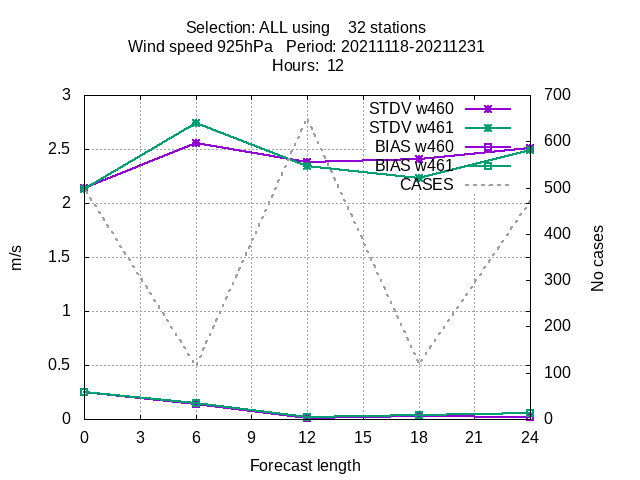 Selection: ALL using 32 stations
Wind speed 925hPa Period: 20211118-20211231
Hours: 12
3
2.5
2
1.5
1
0.5
0
700
600
500
400
300
200
100
0
STDV w460
STDV w461
BIAS w460
BIAS w461
CASES
m/s
No cases
0 3 6 9 12 15 18 21 24
Forecast length